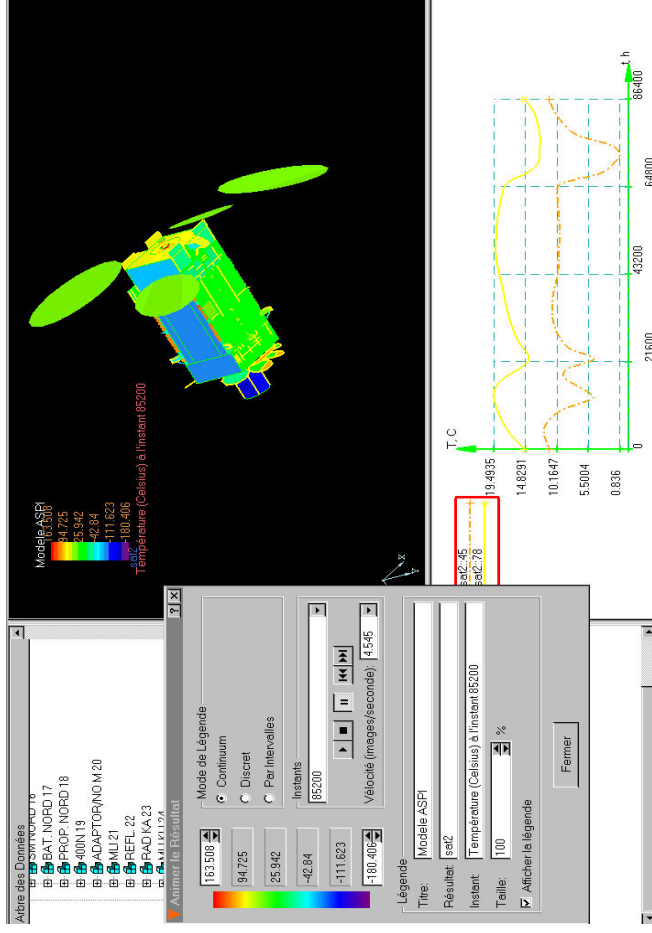 Arbre des Données
BAT. NORD 17
PROP. NORD 18
400N 19
ADAPTOR/NO M 20
MLI 21
REFL. 22
RAD KA 23
Modele ASPI
163.508
94.725
25.942
-42.84
-111.623
-180.406
sat2
Température (Celsius) à l'instant 85200
Animer le Résultat
163.508
94.725
25.942
-42.84
-111.623
-180.406
Mode de Légende
Continuum
Discret
Par Intervalles
Instants
85200
Vélocité (images/seconde):
4.545
Légende
Titre:
Modele ASPI
Résultat:
sat2
Instant:
Température (Celsius) à l'instant 85200
Taille:
100
%
Afficher la légende
Fermer
sat2::45
sat2::78
T, C
19.4935
14.8291
10.1647
5.5004
0.836
0
21600
43200
64800
86400
t, h